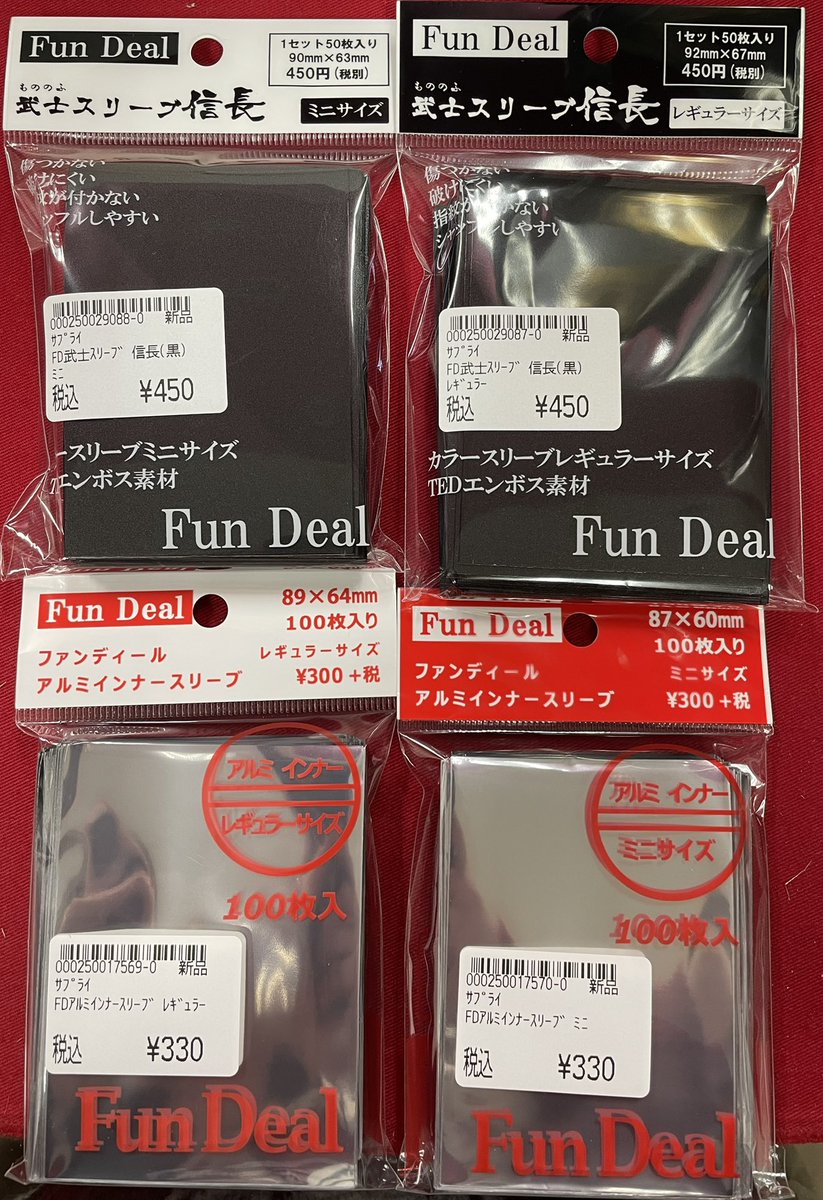 Fun Deal
1セット50枚入り
90mm×63mm
450円(税別)
もののふ
武士スリーブ信長
ミニサイズ
傷つかない
けにくい
が付かない
ップルしやすい
000250029088-0 新品
サプライ
FD武士スリーブ 信長(黒)
ミニ
税込 ¥450
ースリーブミニサイズ
エンボス素材
Fun Deal
Fun Deal
1セット50枚入り
92mm×67mm
450円(税別)
もののふ
武士スリーブ信長
レギュラーサイズ
傷つかない
破けにくい
指紋が かない
シャッフルしやすい
000250029087-0 新品
サプライ
FD武士スリーブ 信長(黒)
レギュラー
税込 ¥450
カラースリーブレギュラーサイズ
TEDエンボス素材
Fun Deal
Fun Deal
89×64mm
100枚入り
ファンディール
レギュラーサイズ
アルミインナースリーブ
¥300+税
アルミ インナー
レギュラーサイズ
100枚入
000250017569-0 新品
サプライ
FDアルミインナースリーブ レギュラー
税込 ¥330
Fun Deal
Fun Deal
87×60mm
100枚入り
ファンディール
ミニサイズ
アルミインナースリーブ
¥300+税
アルミ インナー
ミニサイズ
100枚入
000250017570-0 新品
サプライ
FDアルミインナースリーブ ミニ
税込 ¥330
Fun Deal